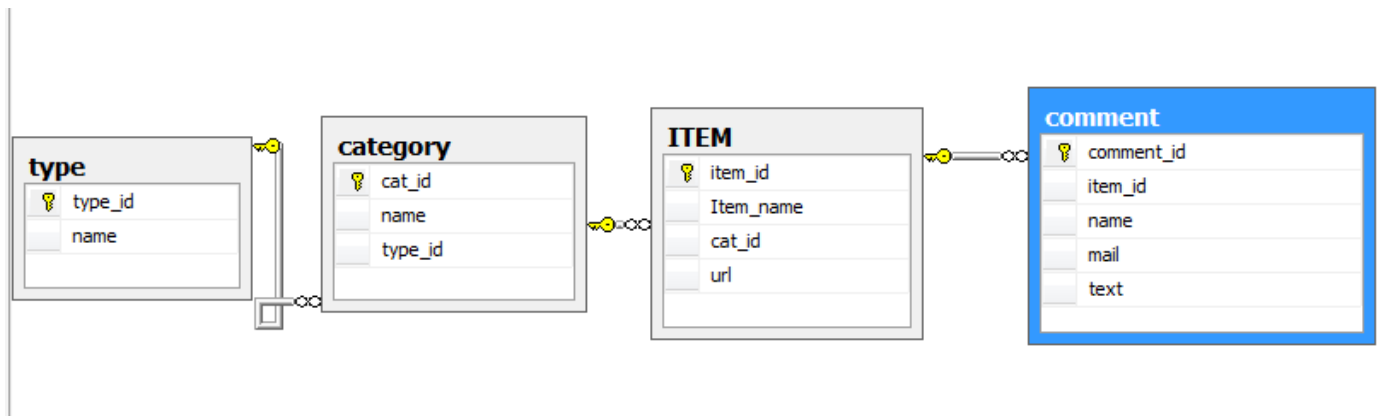 type
type_id
name
category
cat_id
name
type_id
ITEM
item_id
Item_name
cat_id
url
comment
comment_id
item_id
name
mail
text